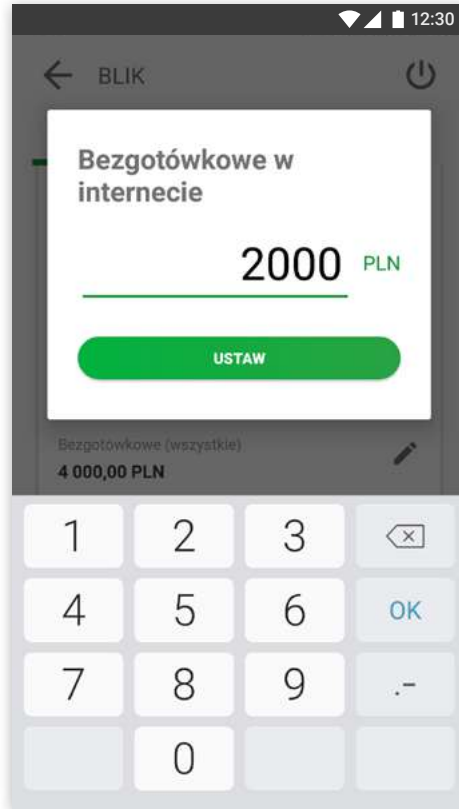 12:30
BLIK
Bezgotówkowe w
internecie
2000 PLN
USTAW
Bezgotówkowe (wszystkie)
4 000,00 PLN
1 2 3
4 5 6 OK
7 8 9 .-
0